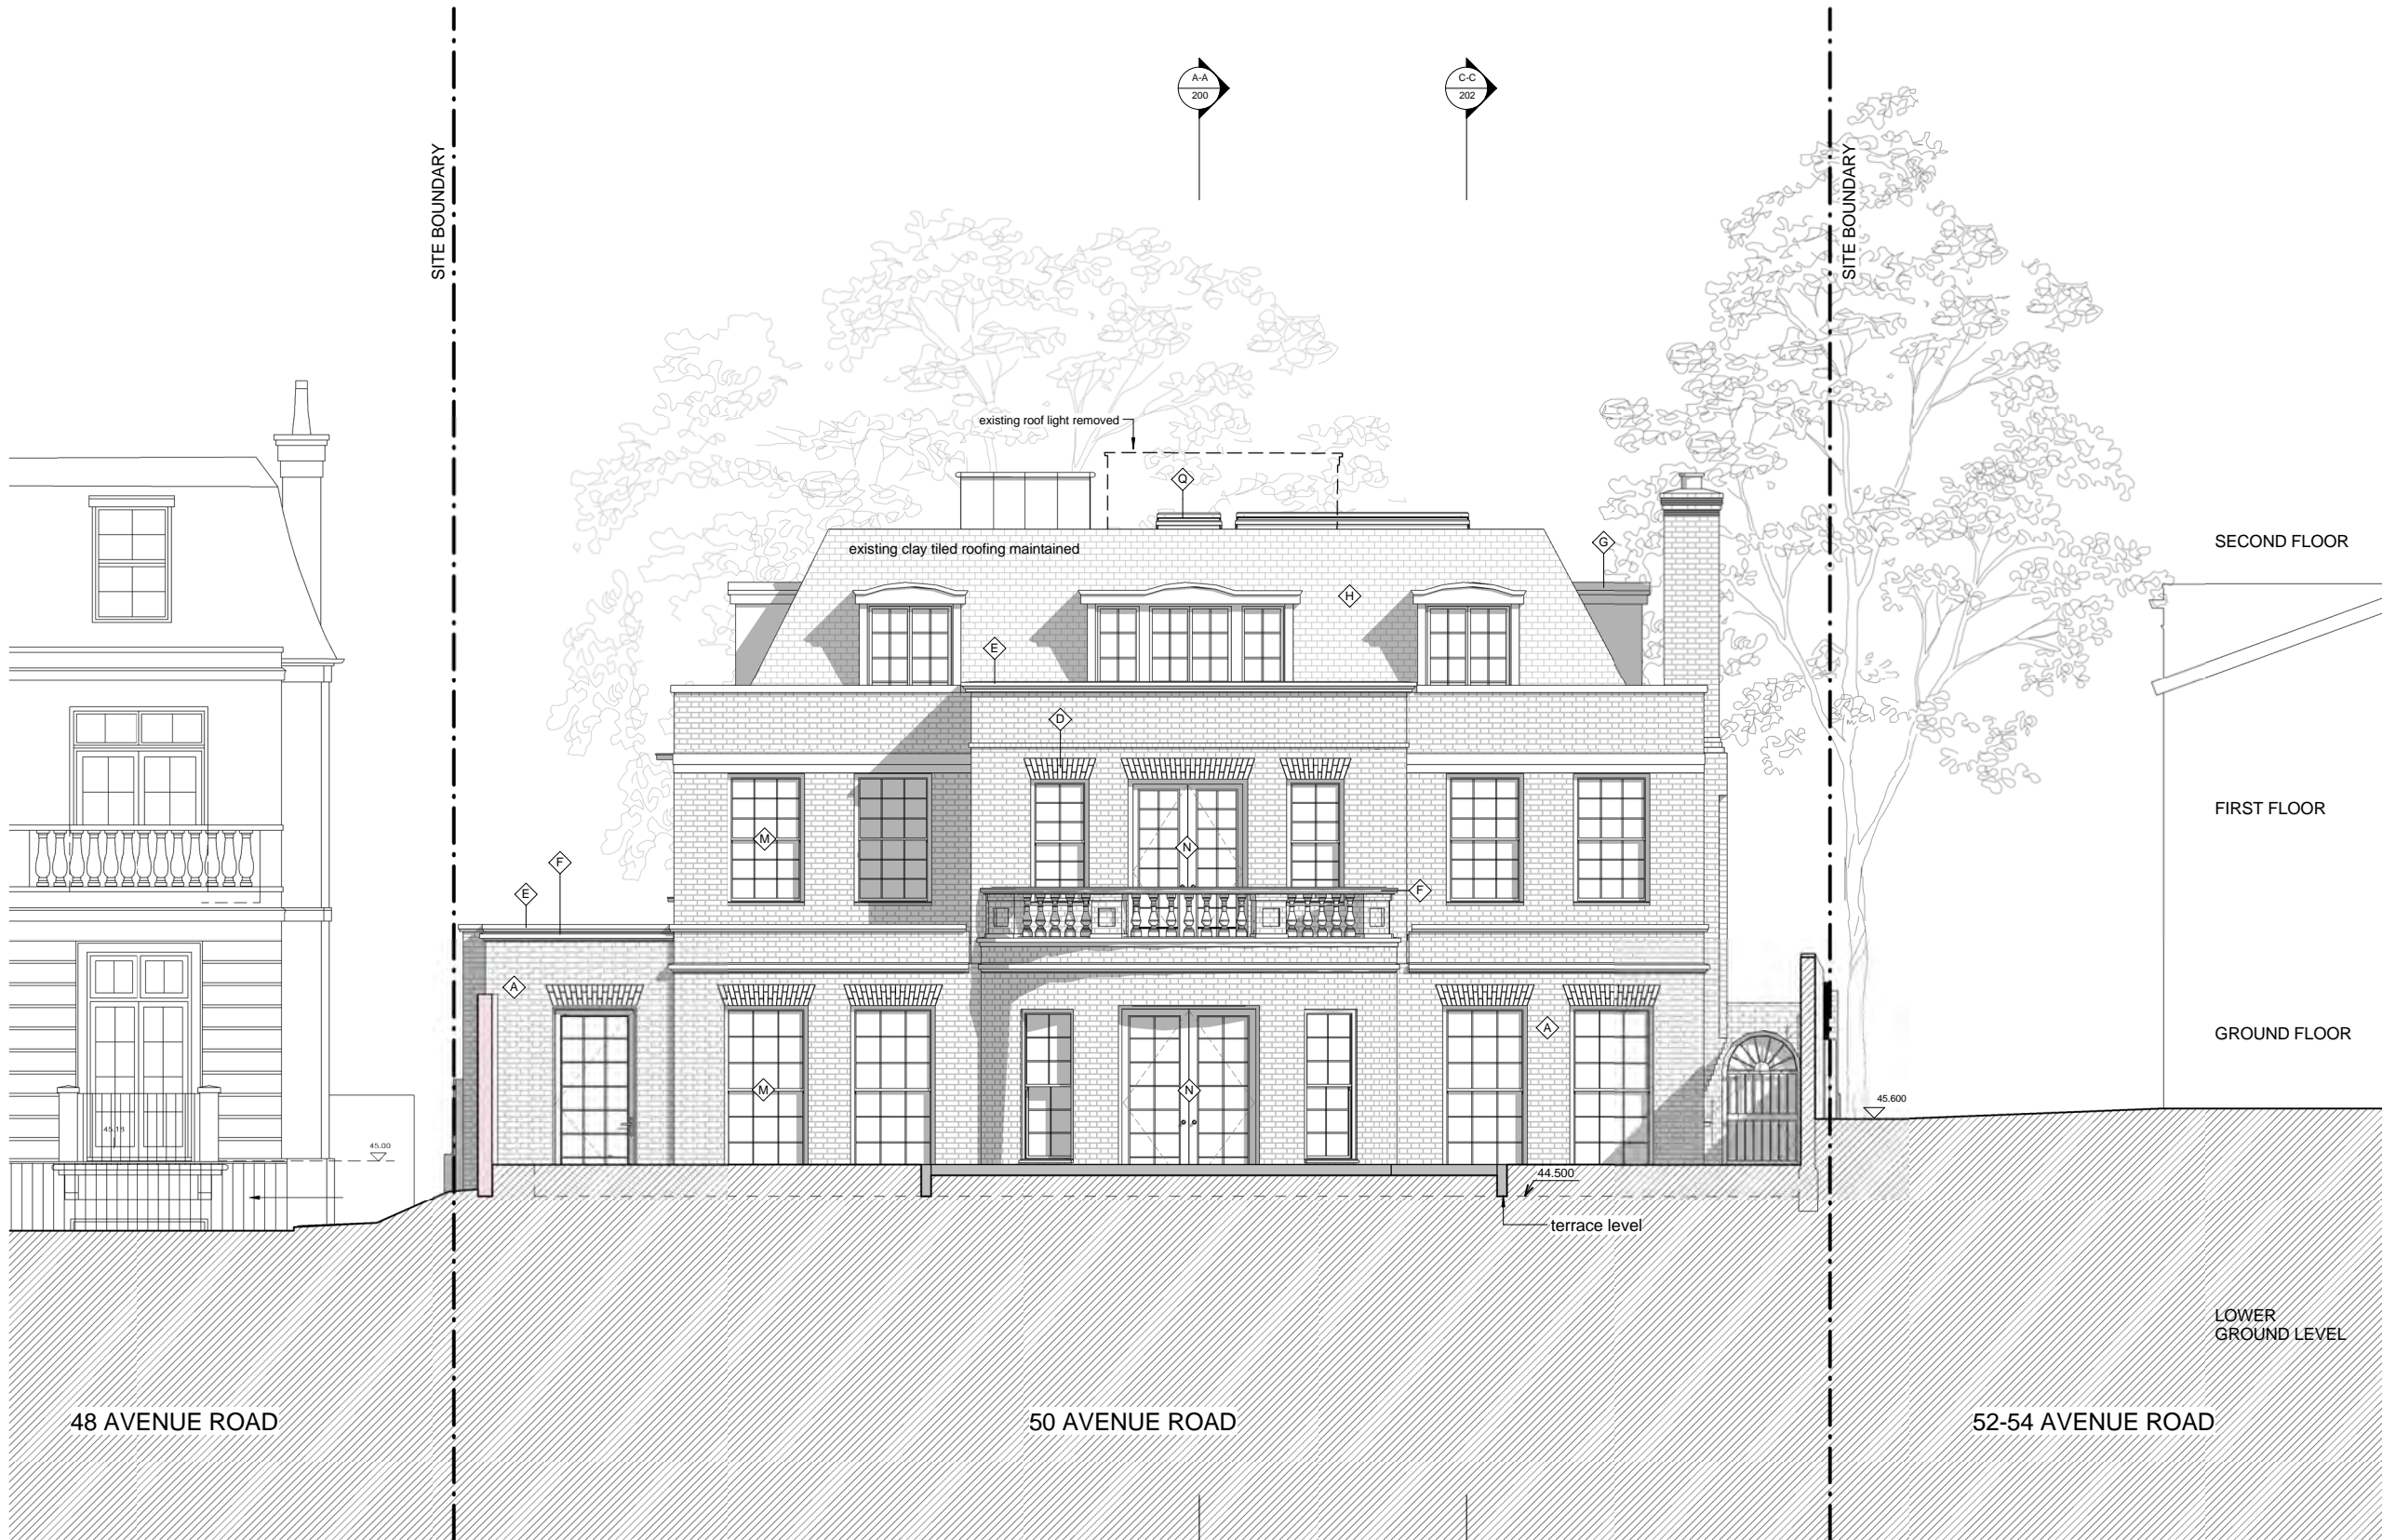 A-A
200
C-C
202
SITE BOUNDARY
SITE BOUNDARY
existing roof light removed
Q
existing clay tiled roofing maintained
G
SECOND FLOOR
H
E
D
FIRST FLOOR
M
N
F
F
E
A
A
GROUND FLOOR
M
N
45.600
45.18
45.00
44.500
terrace level
LOWER
GROUND LEVEL
48 AVENUE ROAD
50 AVENUE ROAD
52-54 AVENUE ROAD